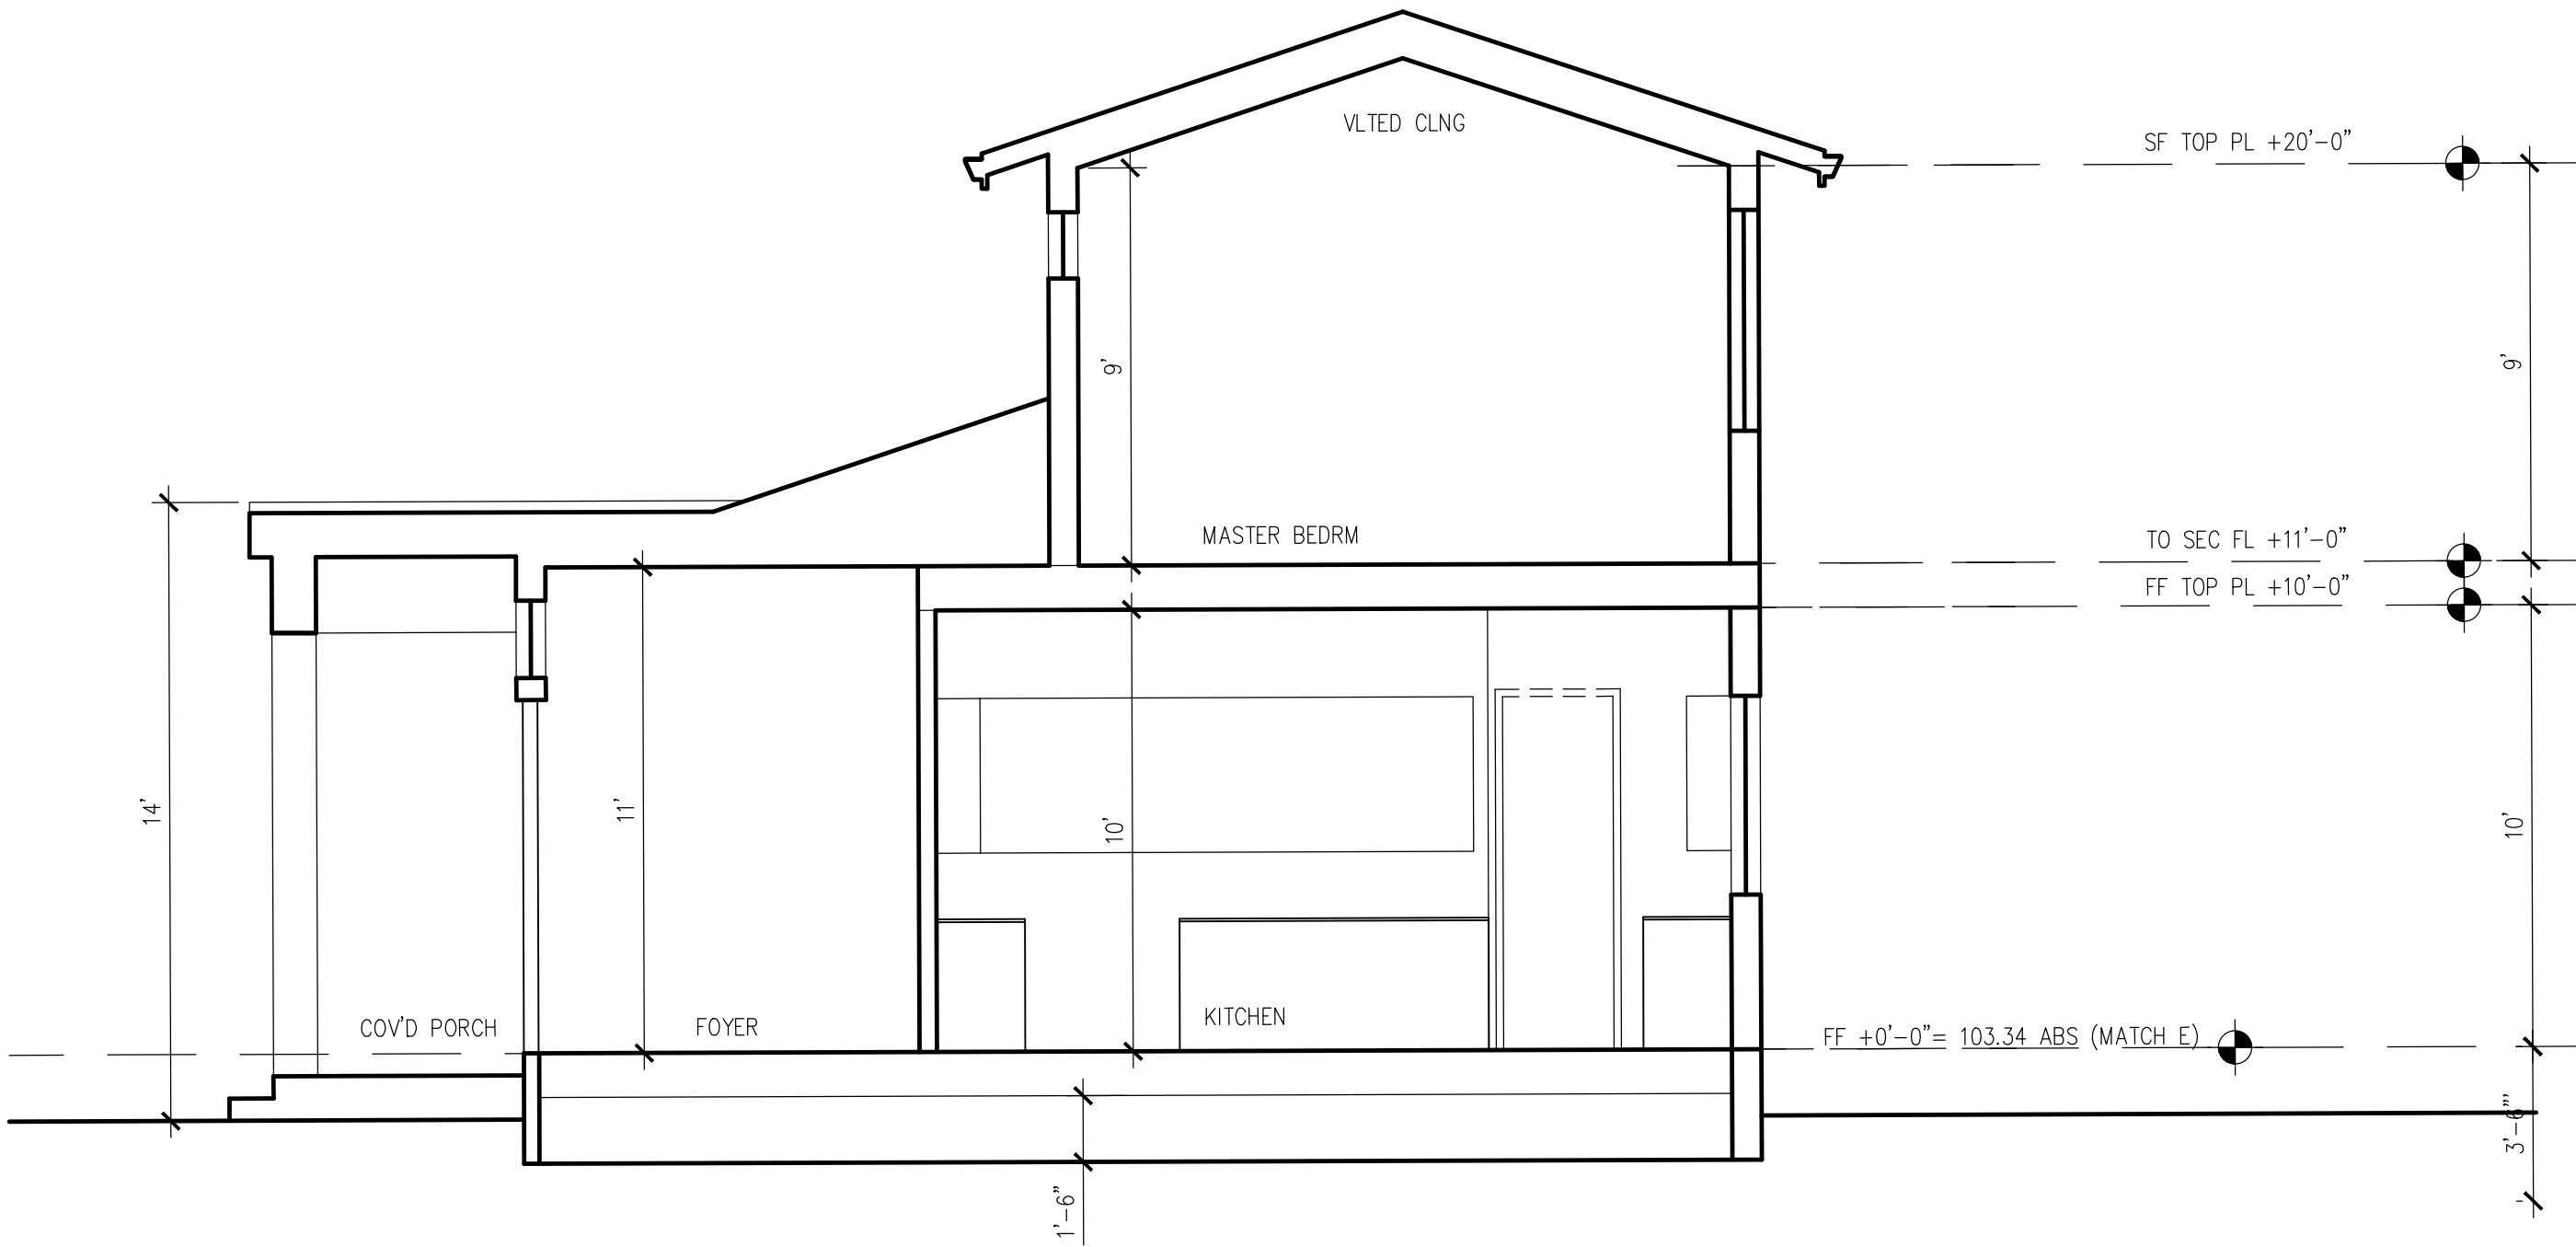 VLTED CLNG
SF TOP PL +20'-0"
9'
9'
MASTER BEDRM
TO SEC FL +11'-0"
FF TOP PL +10'-0"
14'
11'
10'
10'
COV'D PORCH
FOYER
KITCHEN
FF +0'-0"= 103.34 ABS (MATCH E)
3'-6"
1'-6"